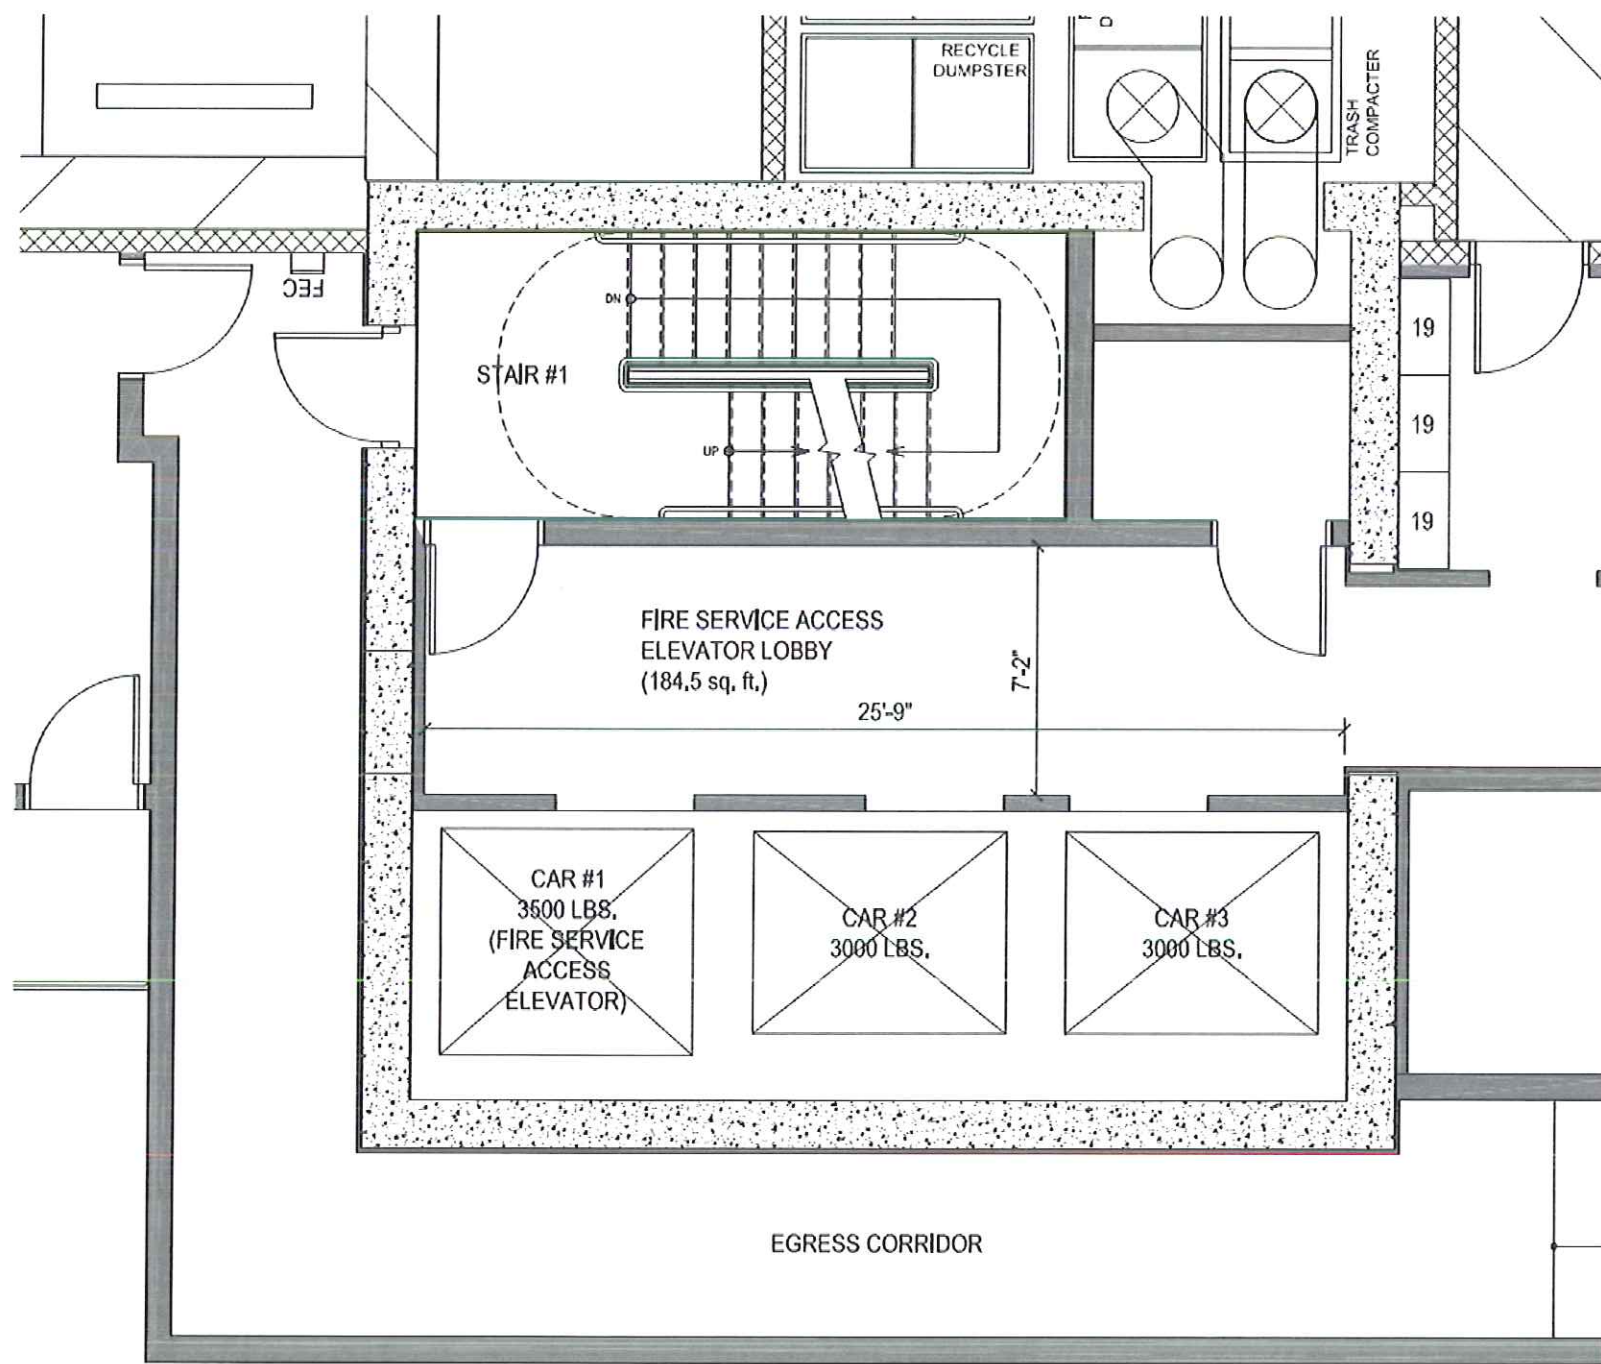 RECYCLE
DUMPSTER
D
TRASH
COMPACTER
FEC
DN
STAIR #1
UP
19
19
19
FIRE SERVICE ACCESS
ELEVATOR LOBBY
(184.5 sq. ft.)
7'-2"
25'-9"
CAR #1
3500 LBS.
(FIRE SERVICE
ACCESS
ELEVATOR)
CAR #2
3000 LBS.
CAR #3
3000 LBS.
EGRESS CORRIDOR